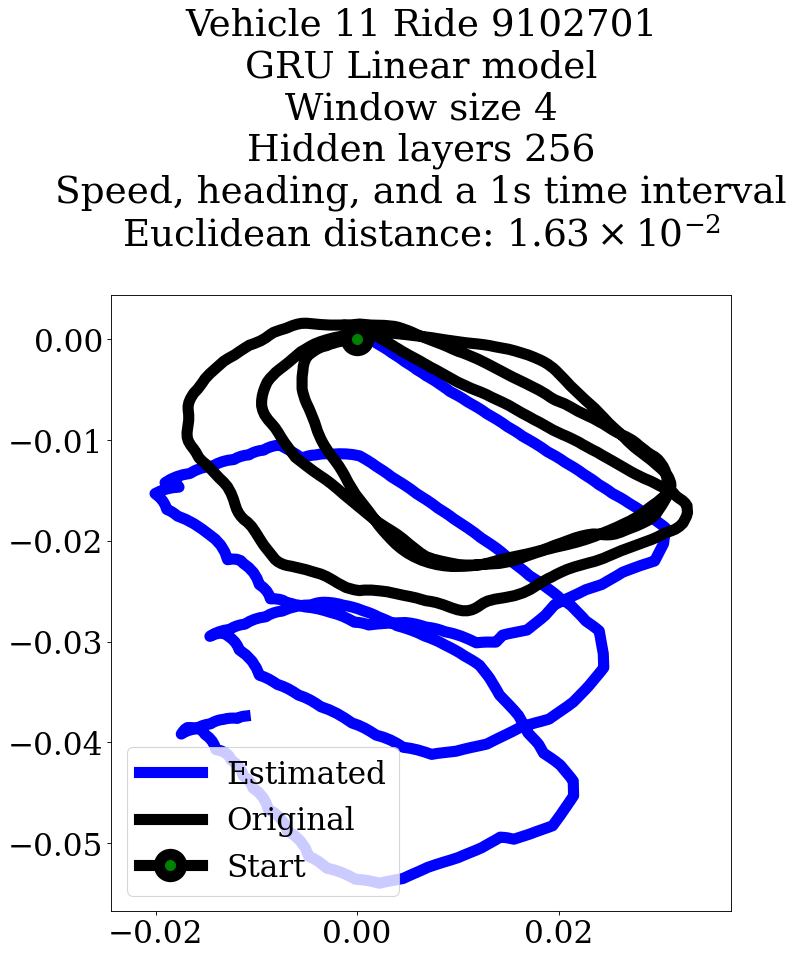 Vehicle 11 Ride 9102701
GRU Linear model
Window size 4
Hidden layers 256
Speed, heading, and a 1s time interval
Euclidean distance: 1.63 × 10⁻²
0.00
−0.01
−0.02
−0.03
−0.04
−0.05
Estimated
Original
Start
−0.02
0.00
0.02